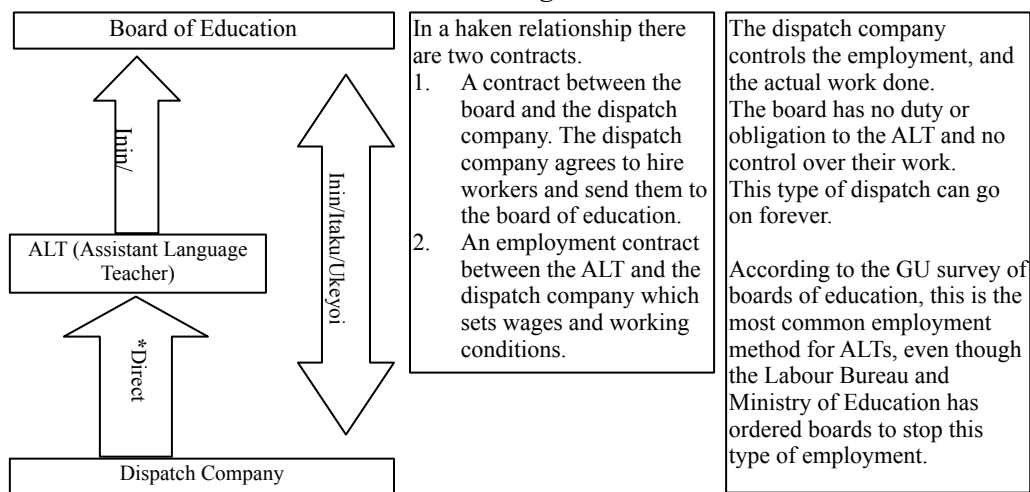 Board of Education
Inin/
ALT (Assistant Language
Teacher)
*Direct
Dispatch Company
Inin/Itaku/Ukeyoi
In a haken relationship there
are two contracts.
1. A contract between the
board and the dispatch
company. The dispatch
company agrees to hire
workers and send them to
the board of education.
2. An employment contract
between the ALT and the
dispatch company which
sets wages and working
conditions.
The dispatch company
controls the employment, and
the actual work done.
The board has no duty or
obligation to the ALT and no
control over their work.
This type of dispatch can go
on forever.
According to the GU survey of
boards of education, this is the
most common employment
method for ALTs, even though
the Labour Bureau and
Ministry of Education has
ordered boards to stop this
type of employment.